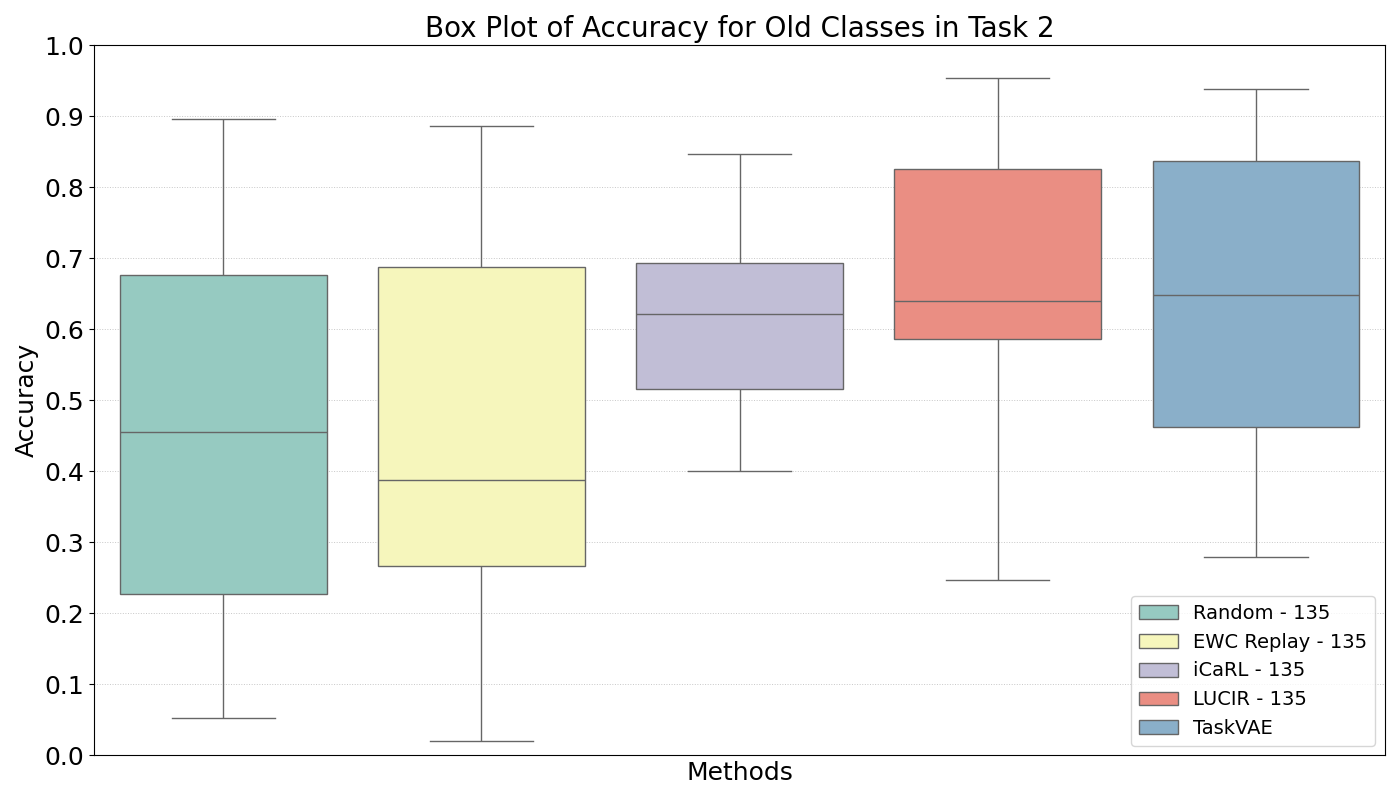 Box Plot of Accuracy for Old Classes in Task 2
1.0
0.9
0.8
0.7
0.6
0.5
0.4
0.3
0.2
0.1
0.0
Accuracy
Methods
Random - 135
EWC Replay - 135
iCaRL - 135
LUCIR - 135
TaskVAE